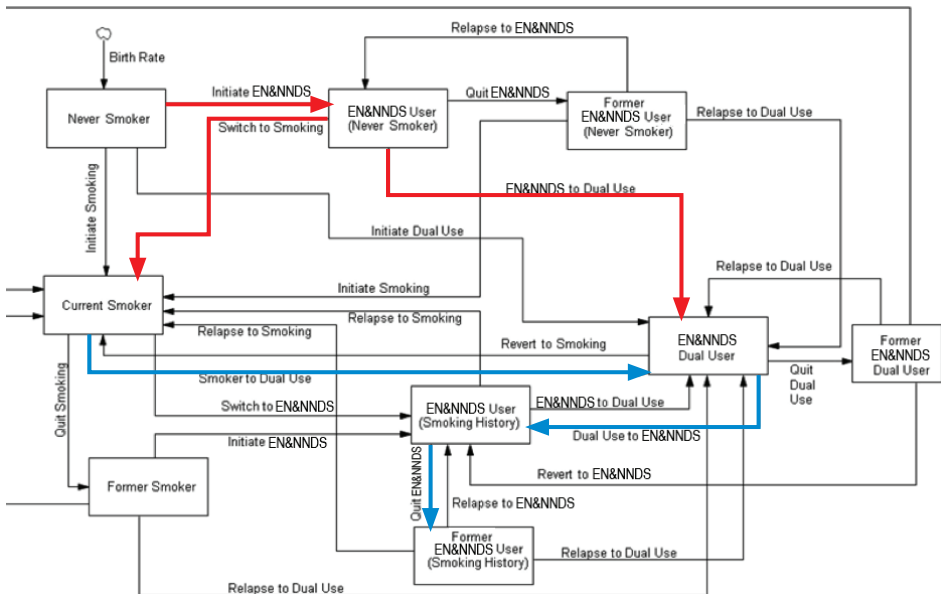 Relapse to EN&NNDS
Birth Rate
Initiate EN&NNDS
Quit EN&NNDS
Never Smoker
EN&NNDS User
(Never Smoker)
Former
EN&NNDS User
(Never Smoker)
Switch to Smoking
Relapse to Dual Use
Initiate Smoking
EN&NNDS to Dual Use
Initiate Dual Use
Relapse to Dual Use
Initiate Smoking
Current Smoker
Relapse to Smoking
Relapse to Smoking
Revert to Smoking
EN&NNDS
Dual User
Former
EN&NNDS
Dual User
Quit
Dual
Use
Smoker to Dual Use
Quit Smoking
Switch to EN&NNDS
EN&NNDS User
(Smoking History)
EN&NNDS to Dual Use
Dual Use to EN&NNDS
Initiate EN&NNDS
Former Smoker
Quit EN&NNDS
Revert to EN&NNDS
Relapse to EN&NNDS
Former
EN&NNDS User
(Smoking History)
Relapse to Dual Use
Relapse to Dual Use